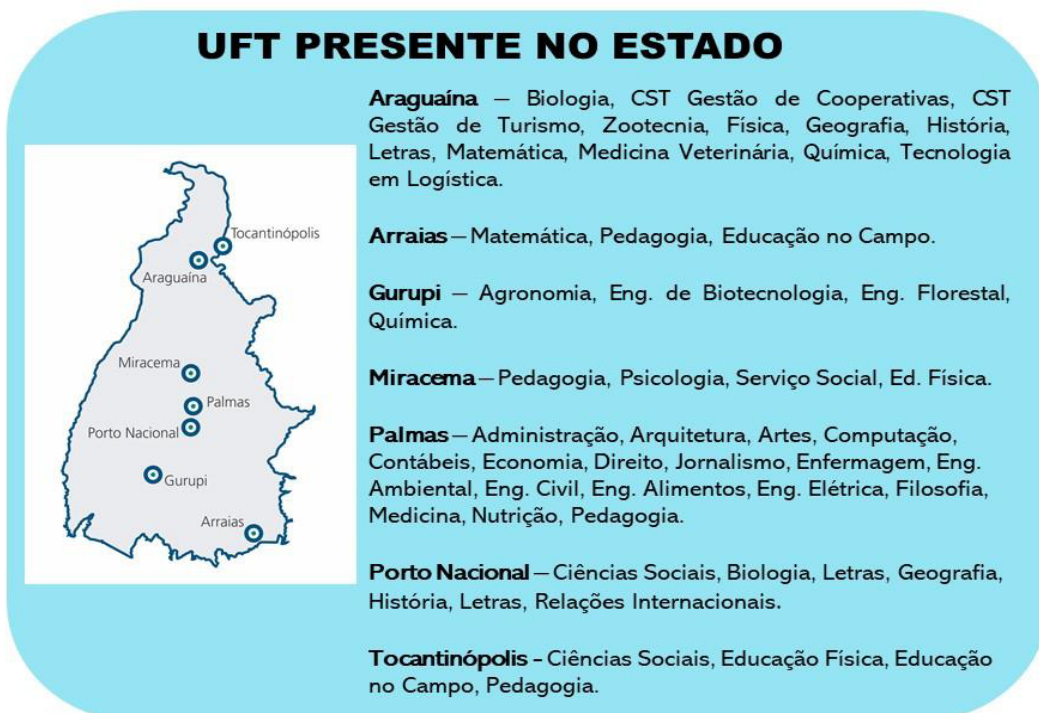 UFT PRESENTE NO ESTADO
Araguaína — Biologia, CST Gestão de Cooperativas, CST
Gestão de Turismo, Zootecnia, Física, Geografia, História,
Letras, Matemática, Medicina Veterinária, Química, Tecnologia
em Logística.
Arraias — Matemática, Pedagogia, Educação no Campo.
Gurupi — Agronomia, Eng. de Biotecnologia, Eng. Florestal,
Química.
Miracema — Pedagogia, Psicologia, Serviço Social, Ed. Física.
Palmas — Administração, Arquitetura, Artes, Computação,
Contábeis, Economia, Direito, Jornalismo, Enfermagem, Eng.
Ambiental, Eng. Civil, Eng. Alimentos, Eng. Elétrica, Filosofia,
Medicina, Nutrição, Pedagogia.
Porto Nacional — Ciências Sociais, Biologia, Letras, Geografia,
História, Letras, Relações Internacionais.
Tocantinópolis - Ciências Sociais, Educação Física, Educação
no Campo, Pedagogia.
Tocantinópolis
Araguaína
Miracema
Palmas
Porto Nacional
Gurupi
Arraias